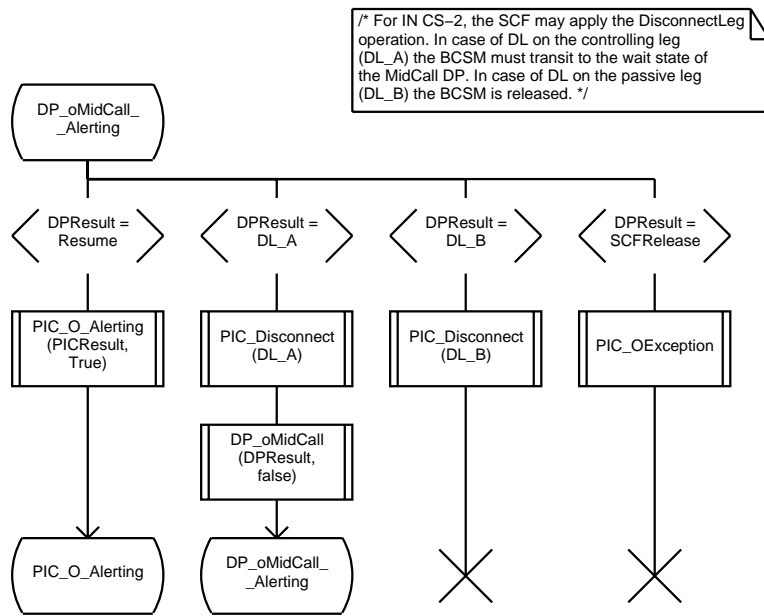 /* For IN CS−2, the SCF may apply the DisconnectLeg
operation. In case of DL on the controlling leg
(DL_A) the BCSM must transit to the wait state of
the MidCall DP. In case of DL on the passive leg
(DL_B) the BCSM is released. */
DP_oMidCall_
_Alerting
DPResult =
Resume
DPResult =
DL_A
DPResult =
DL_B
DPResult =
SCFRelease
PIC_O_Alerting
(PICResult,
True)
PIC_Disconnect
(DL_A)
PIC_Disconnect
(DL_B)
PIC_OException
DP_oMidCall
(DPResult,
false)
PIC_O_Alerting
DP_oMidCall_
_Alerting